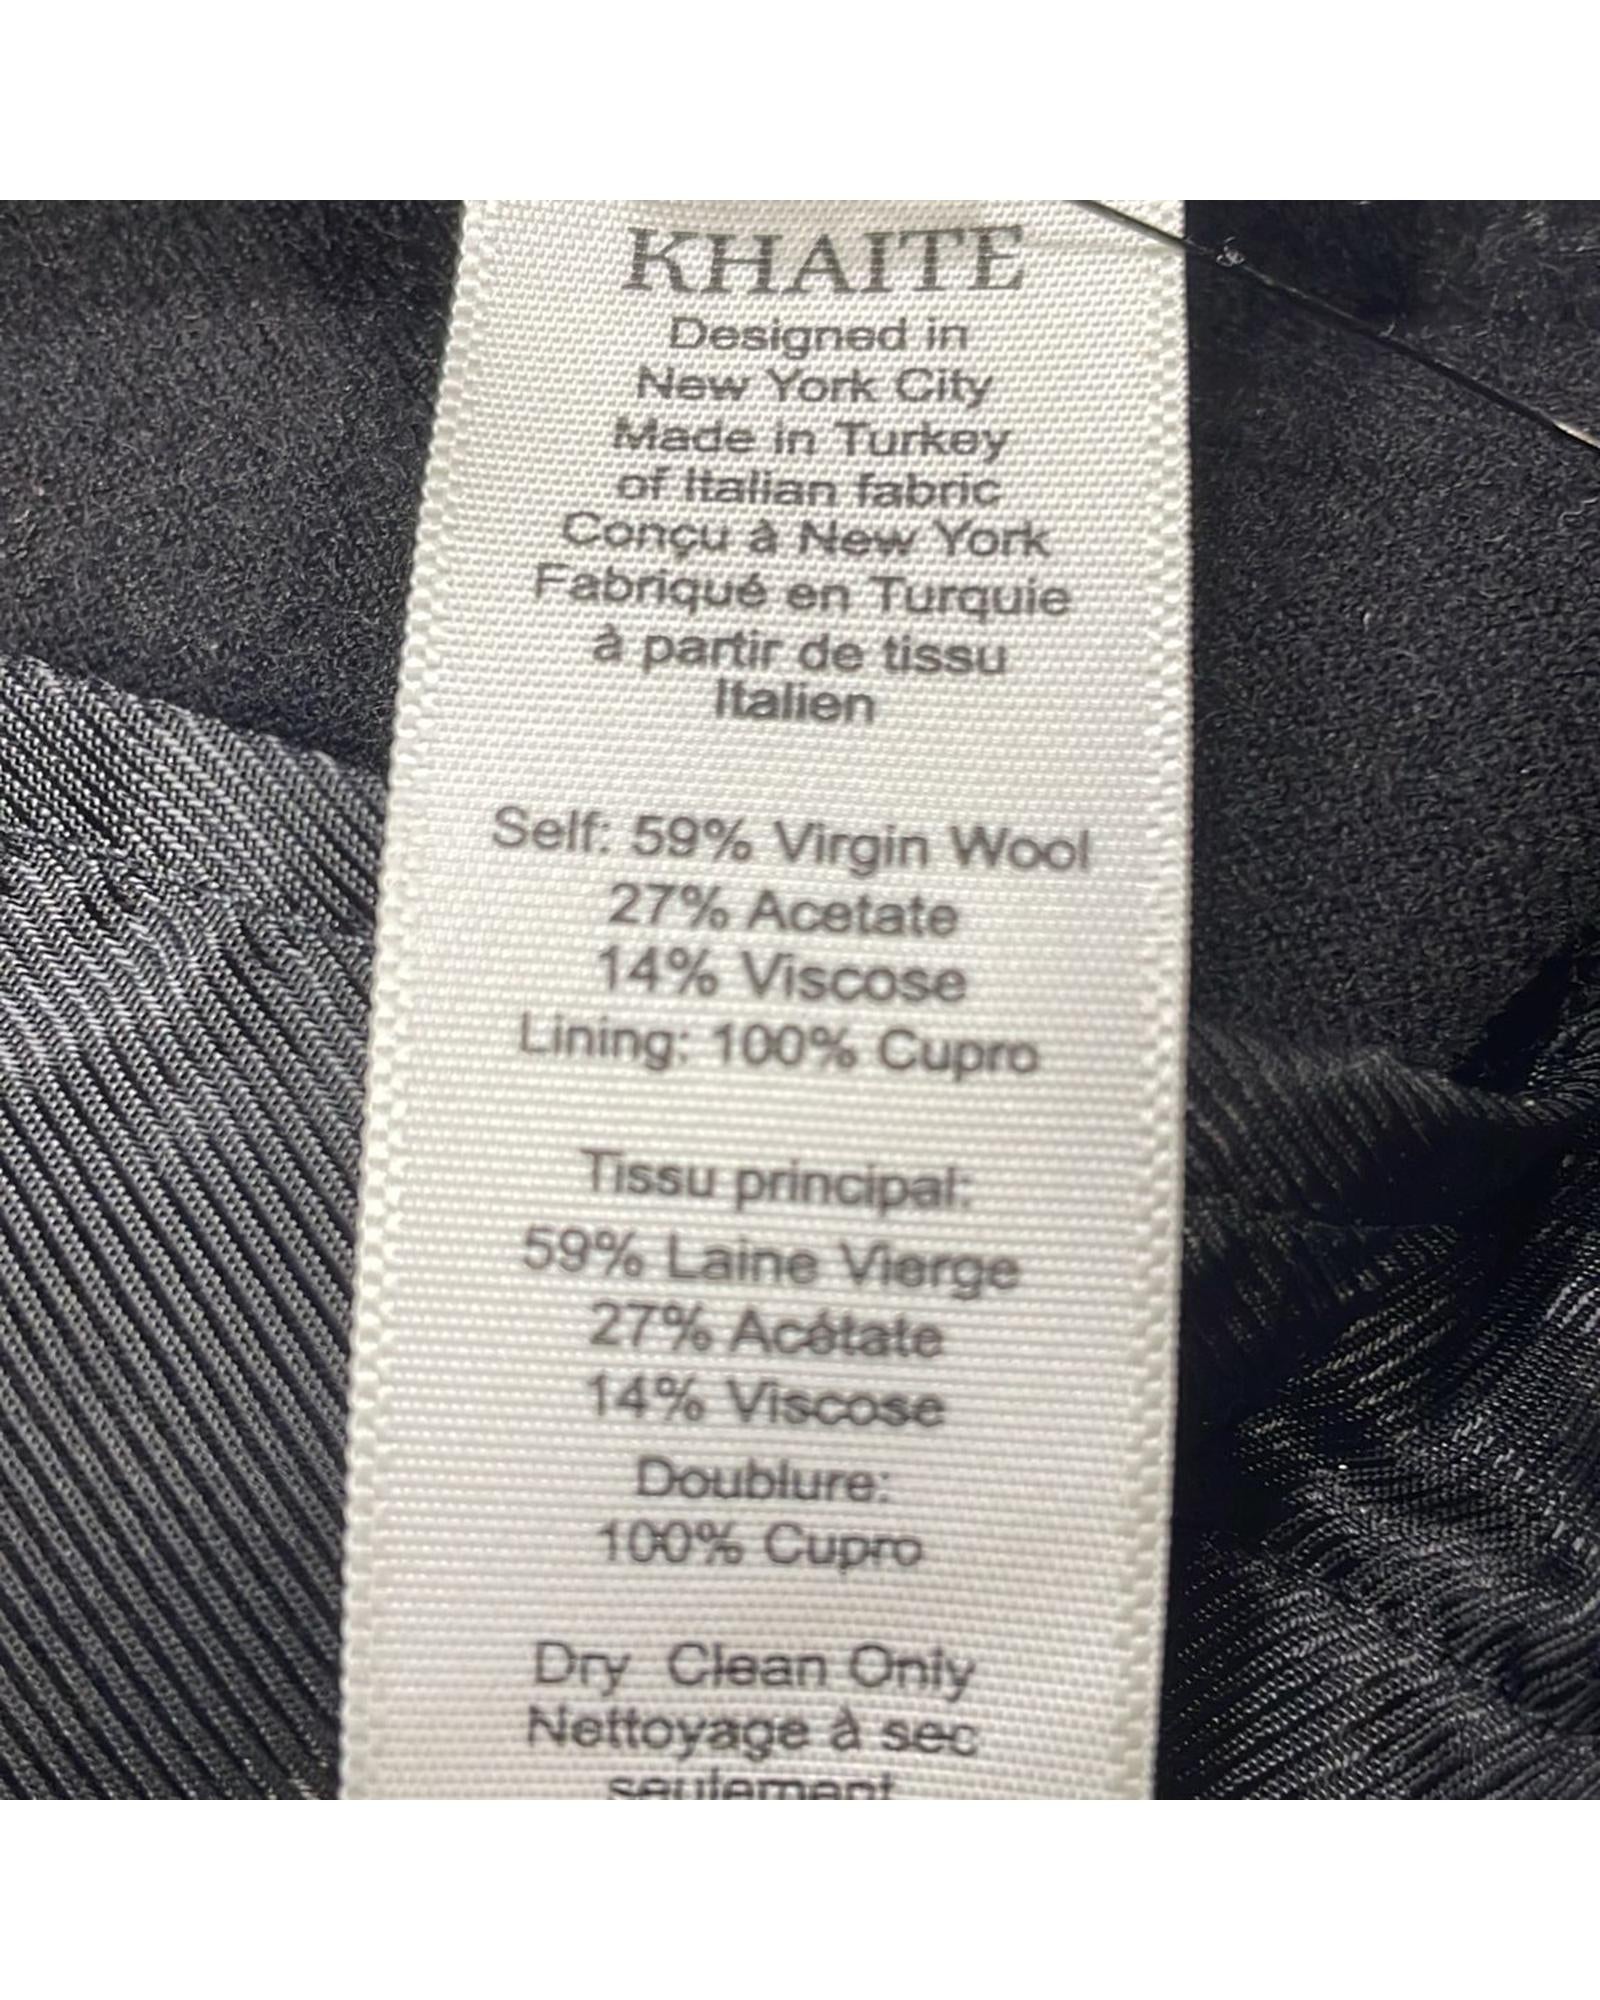 KHAITE
Designed in
New York City
Made in Turkey
of Italian fabric
Conçu à New York
Fabriqué en Turquie
à partir de tissu
Italien
Self: 59% Virgin Wool
27% Acetate
14% Viscose
Lining: 100% Cupro
Tissu principal:
59% Laine Vierge
27% Acétate
14% Viscose
Doublure:
100% Cupro
Dry Clean Only
Nettoyage à sec
seulement